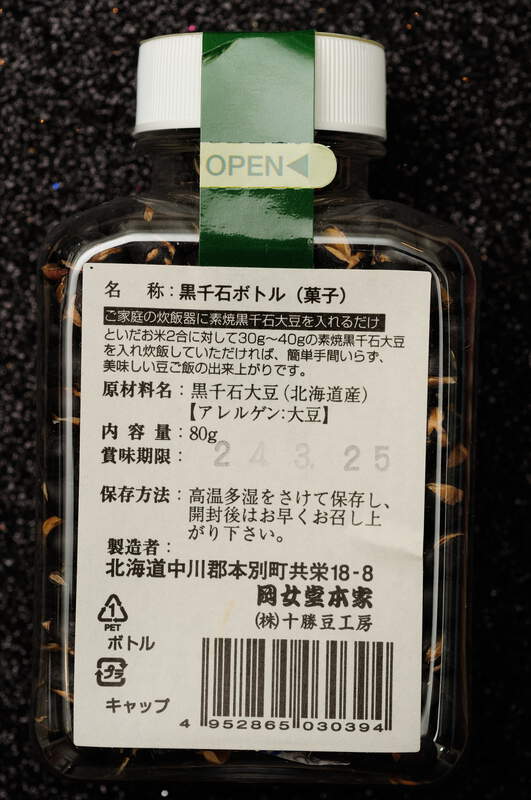 OPEN
名 称：黒千石ボトル（菓子）
ご家庭の炊飯器に素焼黒千石大豆を入れるだけ
といだお米2合に対して30g～40gの素焼黒千石大豆
を入れ炊飯していただければ、簡単手間いらず、
美味しい豆ご飯の出来上がりです。
原材料名：黒千石大豆（北海道産）
【アレルゲン：大豆】
内 容 量：80g
賞味期限： 24.3.25
保存方法：高温多湿をさけて保存し、
開封後はお早くお召し上
がり下さい。
製造者：
北海道中川郡本別町共栄18-8
岡女堂本家
（株）十勝豆工房
1
PET
ボトル
プラ
キャップ
4 952865 030394